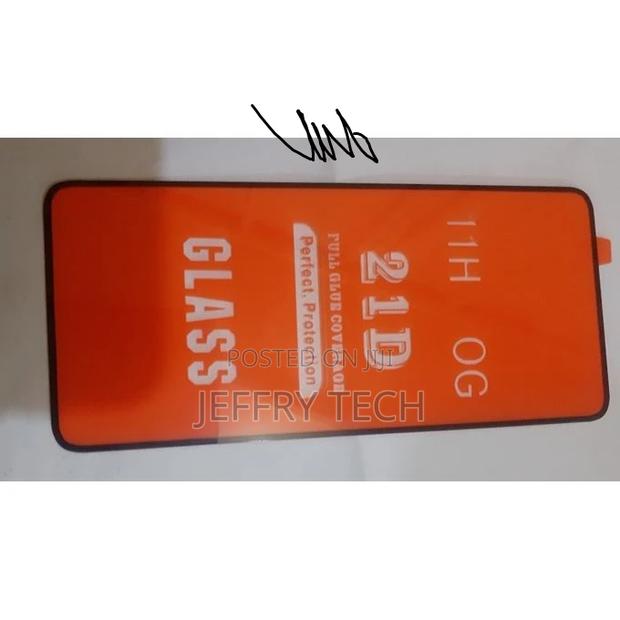 11H OG
21D
FULL GLUE COVERAGE
Perfect. Protection
GLASS
POSTED ON JIJI
JEFFRY TECH